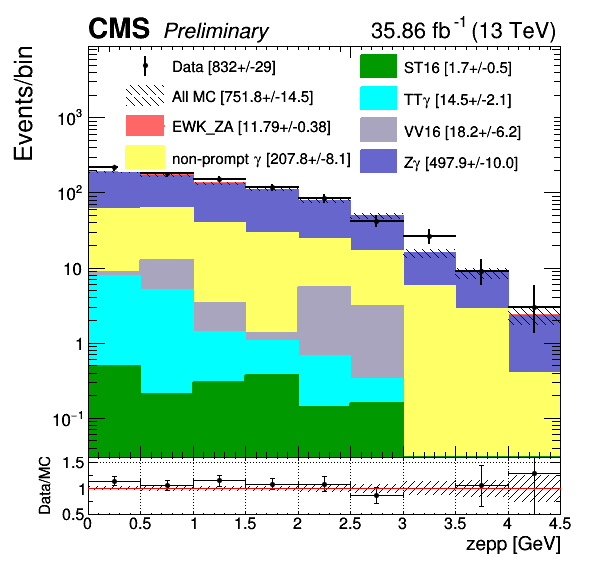 CMS Preliminary 35.86 fb⁻¹ (13 TeV)
Events/bin
Data [832+/-29]
All MC [751.8+/-14.5]
EWK_ZA [11.79+/-0.38]
non-prompt γ [207.8+/-8.1]
ST16 [1.7+/-0.5]
TTγ [14.5+/-2.1]
VV16 [18.2+/-6.2]
Zγ [497.9+/-10.0]
10³
10²
10
1
10⁻¹
Data/MC
1.5
1
0.5
0 0.5 1 1.5 2 2.5 3 3.5 4 4.5
zepp [GeV]